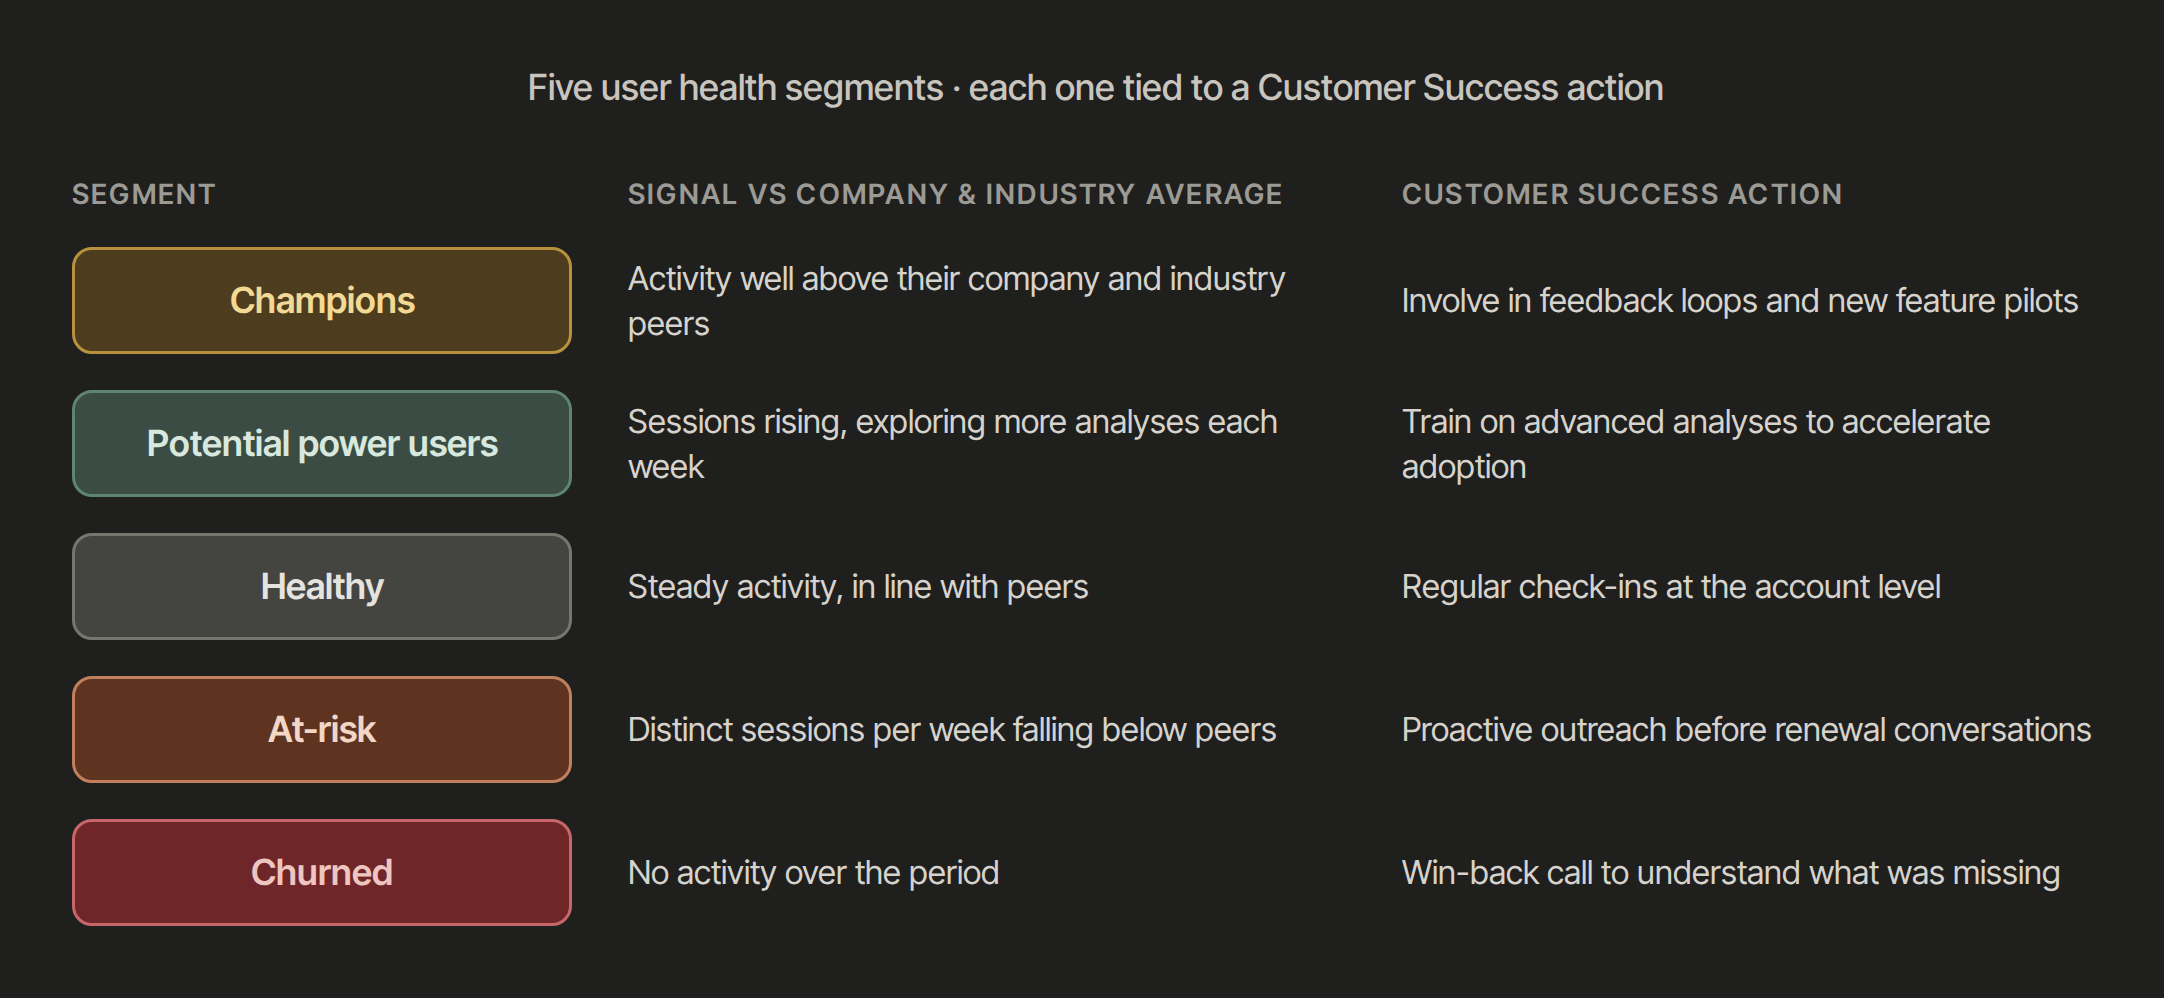 Five user health segments · each one tied to a Customer Success action
SEGMENT
SIGNAL VS COMPANY & INDUSTRY AVERAGE
CUSTOMER SUCCESS ACTION
Champions
Activity well above their company and industry
peers
Involve in feedback loops and new feature pilots
Potential power users
Sessions rising, exploring more analyses each
week
Train on advanced analyses to accelerate
adoption
Healthy
Steady activity, in line with peers
Regular check-ins at the account level
At-risk
Distinct sessions per week falling below peers
Proactive outreach before renewal conversations
Churned
No activity over the period
Win-back call to understand what was missing